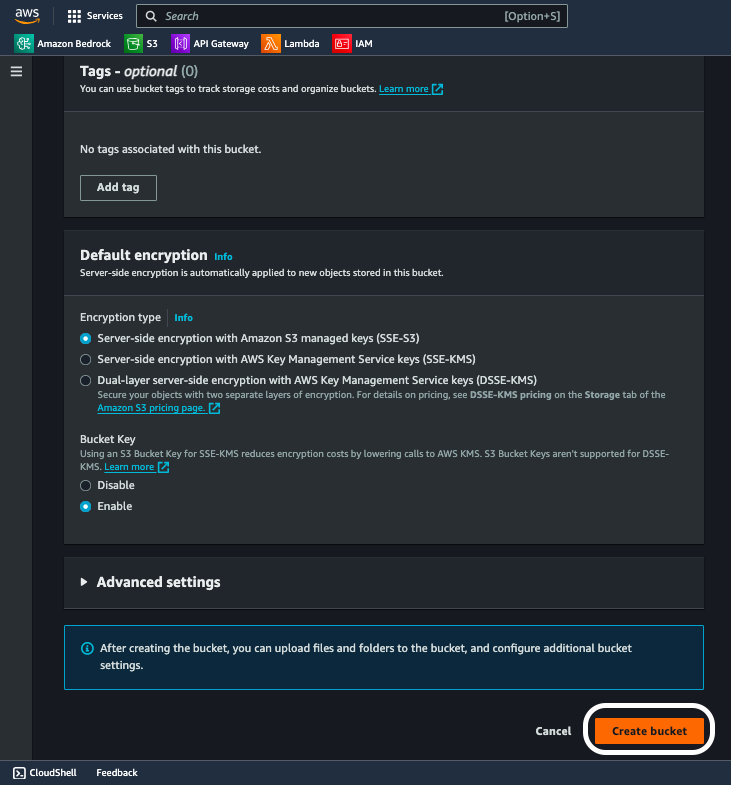 aws
Services
Search
[Option+S]
Amazon Bedrock
S3
API Gateway
Lambda
IAM
Tags - optional (0)
You can use bucket tags to track storage costs and organize buckets. Learn more
No tags associated with this bucket.
Add tag
Default encryption Info
Server-side encryption is automatically applied to new objects stored in this bucket.
Encryption type Info
Server-side encryption with Amazon S3 managed keys (SSE-S3)
Server-side encryption with AWS Key Management Service keys (SSE-KMS)
Dual-layer server-side encryption with AWS Key Management Service keys (DSSE-KMS)
Secure your objects with two separate layers of encryption. For details on pricing, see DSSE-KMS pricing on the Storage tab of the
Amazon S3 pricing page.
Bucket Key
Using an S3 Bucket Key for SSE-KMS reduces encryption costs by lowering calls to AWS KMS. S3 Bucket Keys aren't supported for DSSE-
KMS. Learn more
Disable
Enable
Advanced settings
After creating the bucket, you can upload files and folders to the bucket, and configure additional bucket
settings.
Cancel
Create bucket
CloudShell
Feedback